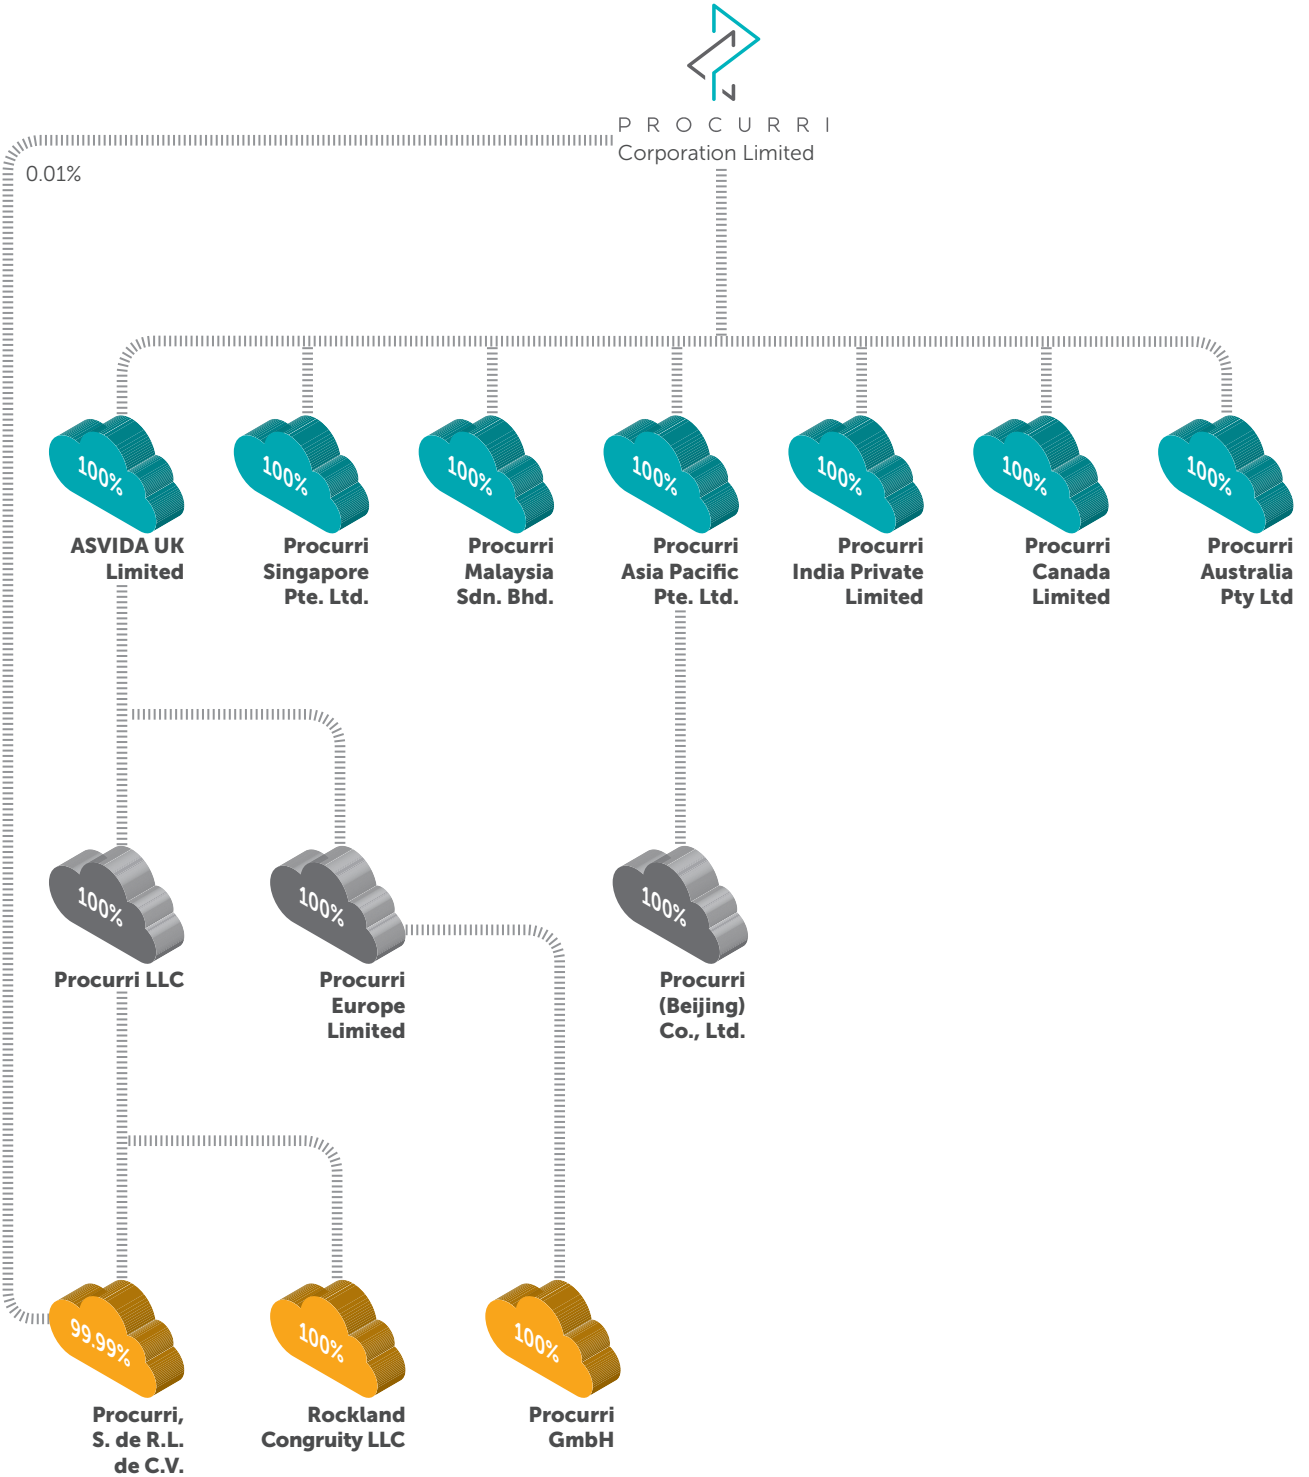 PROCURRI
Corporation Limited
0.01%
100%
100%
100%
100%
100%
100%
100%
ASVIDA UK
Limited
Procurri
Singapore
Pte. Ltd.
Procurri
Malaysia
Sdn. Bhd.
Procurri
Asia Pacific
Pte. Ltd.
Procurri
India Private
Limited
Procurri
Canada
Limited
Procurri
Australia
Pty Ltd
100%
100%
100%
Procurri LLC
Procurri
Europe
Limited
Procurri
(Beijing)
Co., Ltd.
99.99%
100%
100%
Procurri,
S. de R.L.
de C.V.
Rockland
Congruity LLC
Procurri
GmbH